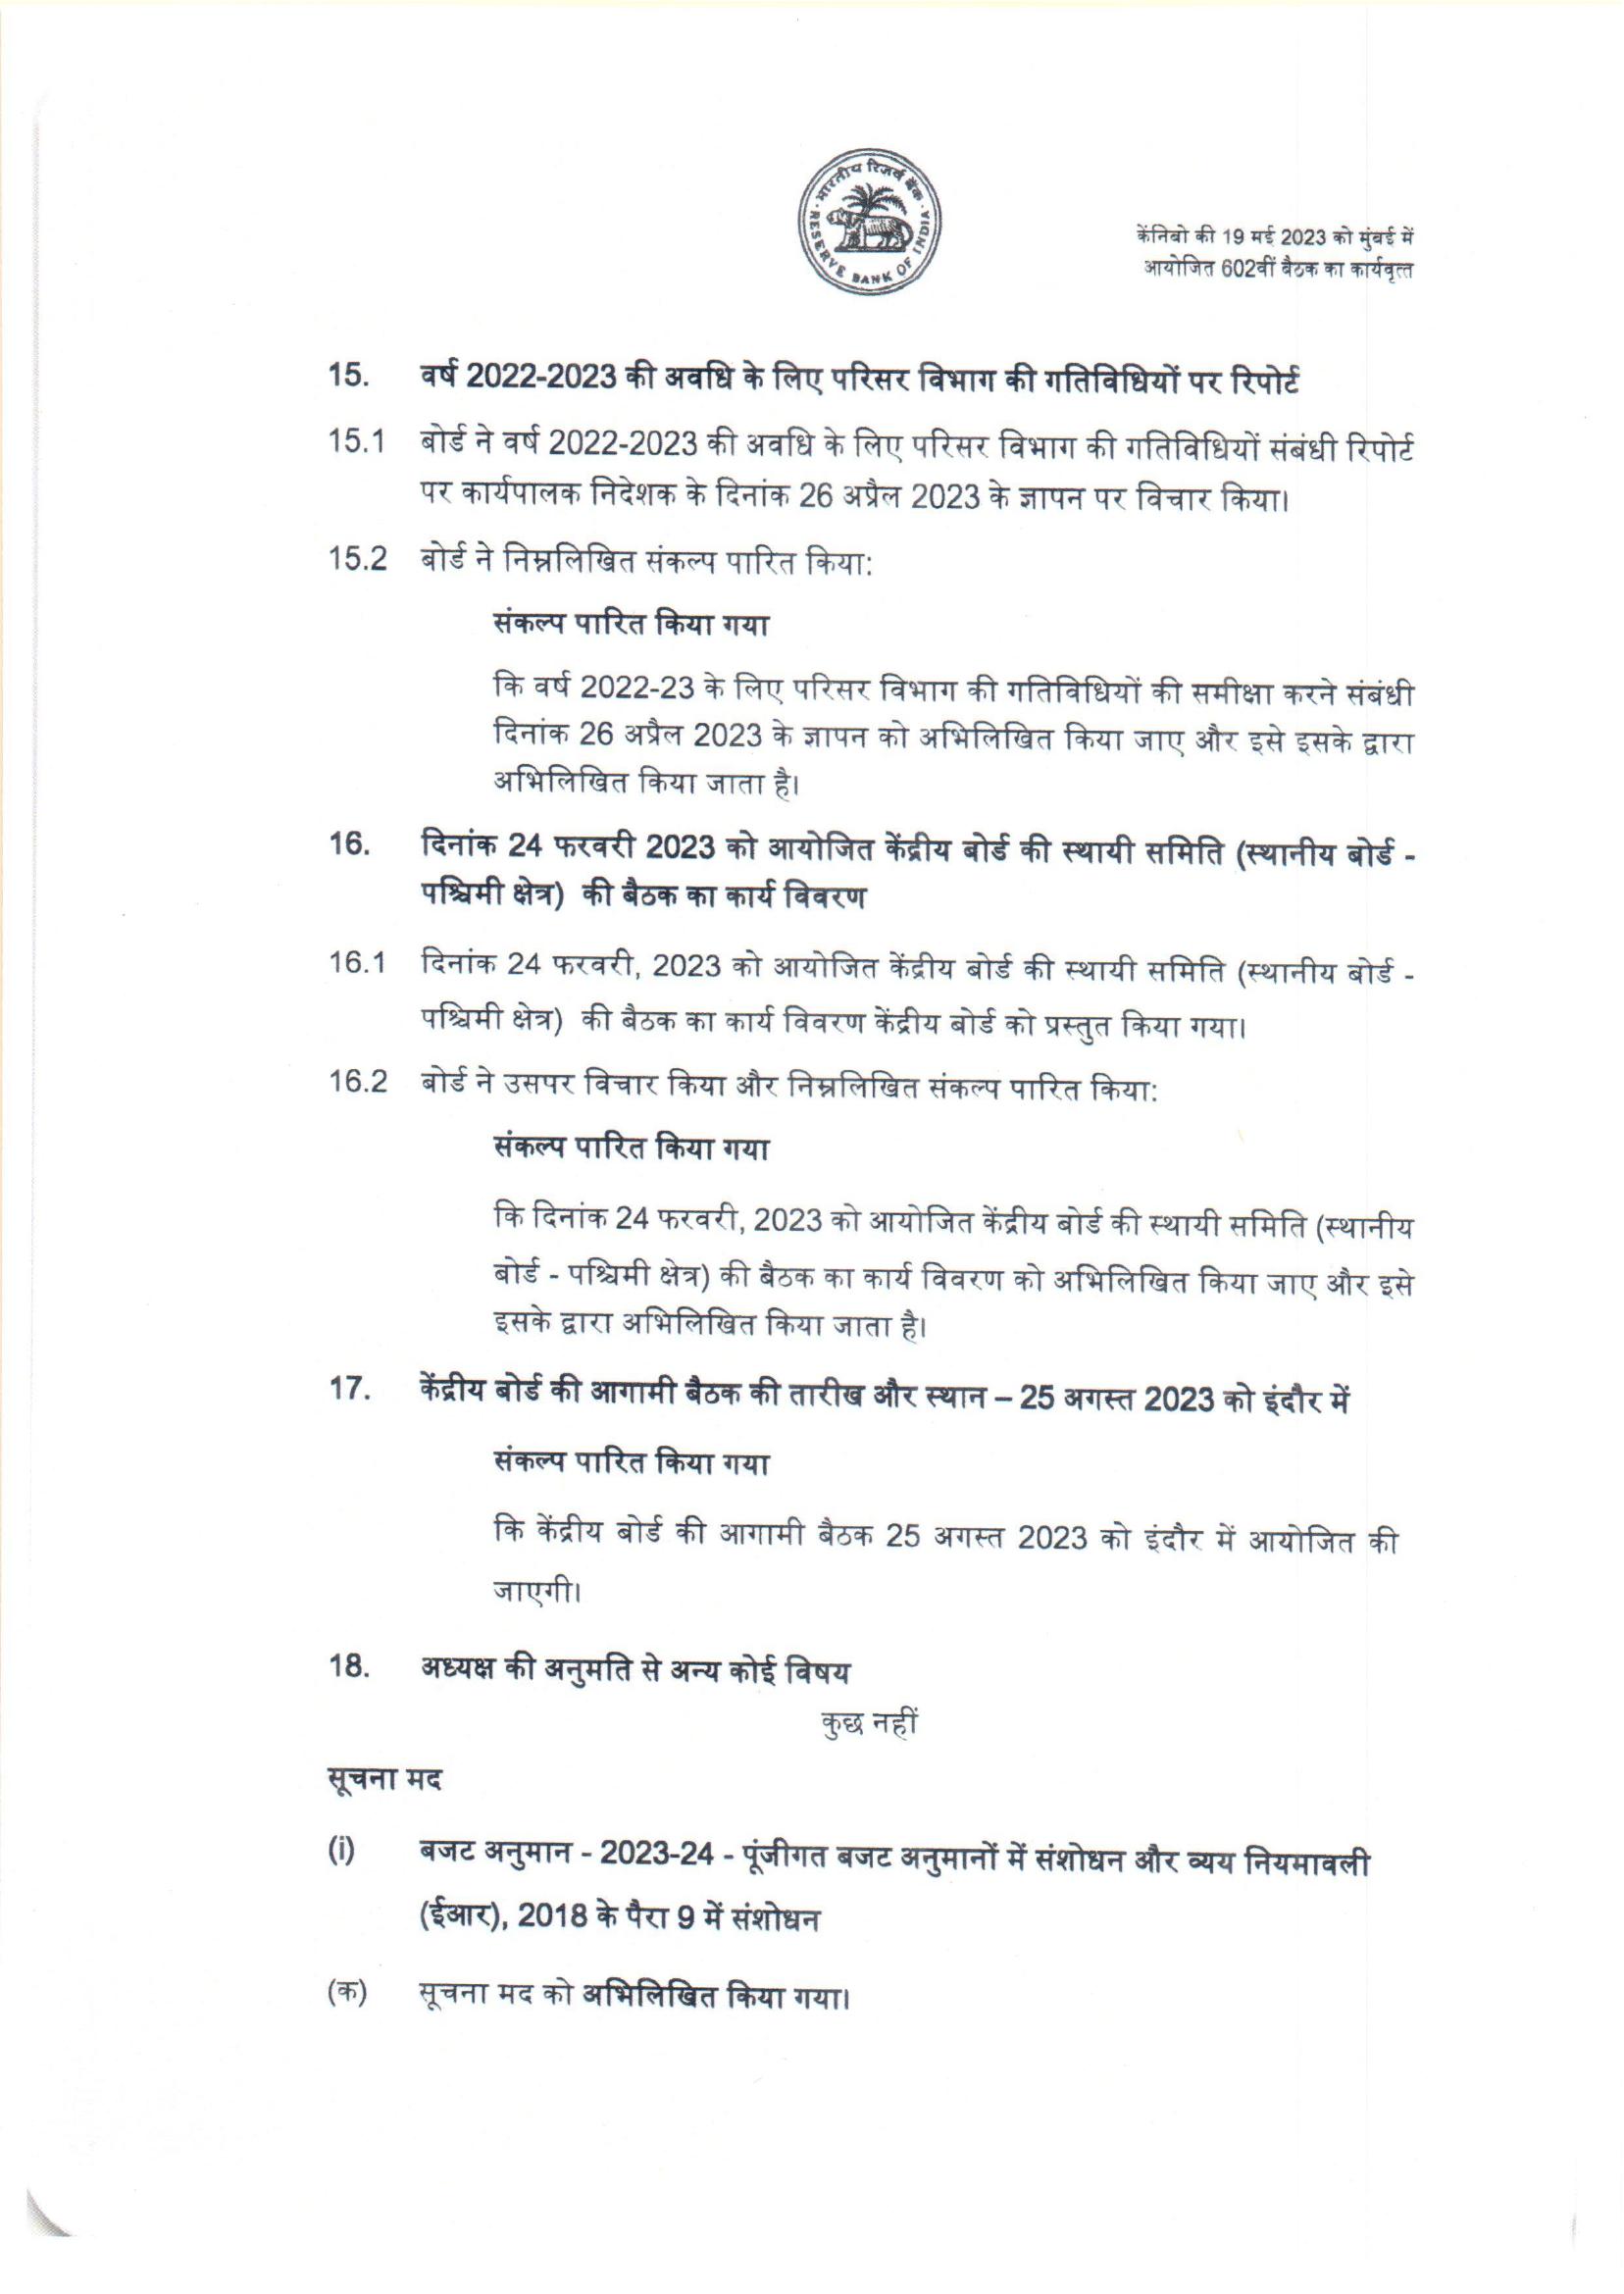 भारतीय रिज़र्व बैंक
RESERVE BANK OF INDIA
केंनिबो की 19 मई 2023 को मुंबई में
आयोजित 602वीं बैठक का कार्यवृत्त
15. वर्ष 2022-2023 की अवधि के लिए परिसर विभाग की गतिविधियों पर रिपोर्ट
15.1 बोर्ड ने वर्ष 2022-2023 की अवधि के लिए परिसर विभाग की गतिविधियों संबंधी रिपोर्ट
पर कार्यपालक निदेशक के दिनांक 26 अप्रैल 2023 के ज्ञापन पर विचार किया।
15.2 बोर्ड ने निम्नलिखित संकल्प पारित किया:
संकल्प पारित किया गया
कि वर्ष 2022-23 के लिए परिसर विभाग की गतिविधियों की समीक्षा करने संबंधी
दिनांक 26 अप्रैल 2023 के ज्ञापन को अभिलिखित किया जाए और इसे इसके द्वारा
अभिलिखित किया जाता है।
16. दिनांक 24 फरवरी 2023 को आयोजित केंद्रीय बोर्ड की स्थायी समिति (स्थानीय बोर्ड -
पश्चिमी क्षेत्र) की बैठक का कार्य विवरण
16.1 दिनांक 24 फरवरी, 2023 को आयोजित केंद्रीय बोर्ड की स्थायी समिति (स्थानीय बोर्ड -
पश्चिमी क्षेत्र) की बैठक का कार्य विवरण केंद्रीय बोर्ड को प्रस्तुत किया गया।
16.2 बोर्ड ने उसपर विचार किया और निम्नलिखित संकल्प पारित किया:
संकल्प पारित किया गया
कि दिनांक 24 फरवरी, 2023 को आयोजित केंद्रीय बोर्ड की स्थायी समिति (स्थानीय
बोर्ड - पश्चिमी क्षेत्र) की बैठक का कार्य विवरण को अभिलिखित किया जाए और इसे
इसके द्वारा अभिलिखित किया जाता है।
17. केंद्रीय बोर्ड की आगामी बैठक की तारीख और स्थान – 25 अगस्त 2023 को इंदौर में
संकल्प पारित किया गया
कि केंद्रीय बोर्ड की आगामी बैठक 25 अगस्त 2023 को इंदौर में आयोजित की
जाएगी।
18. अध्यक्ष की अनुमति से अन्य कोई विषय
कुछ नहीं
सूचना मद
(i) बजट अनुमान - 2023-24 - पूंजीगत बजट अनुमानों में संशोधन और व्यय नियमावली
(ईआर), 2018 के पैरा 9 में संशोधन
(क) सूचना मद को अभिलिखित किया गया।